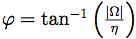 φ = tan⁻¹ (|Ω|/η)